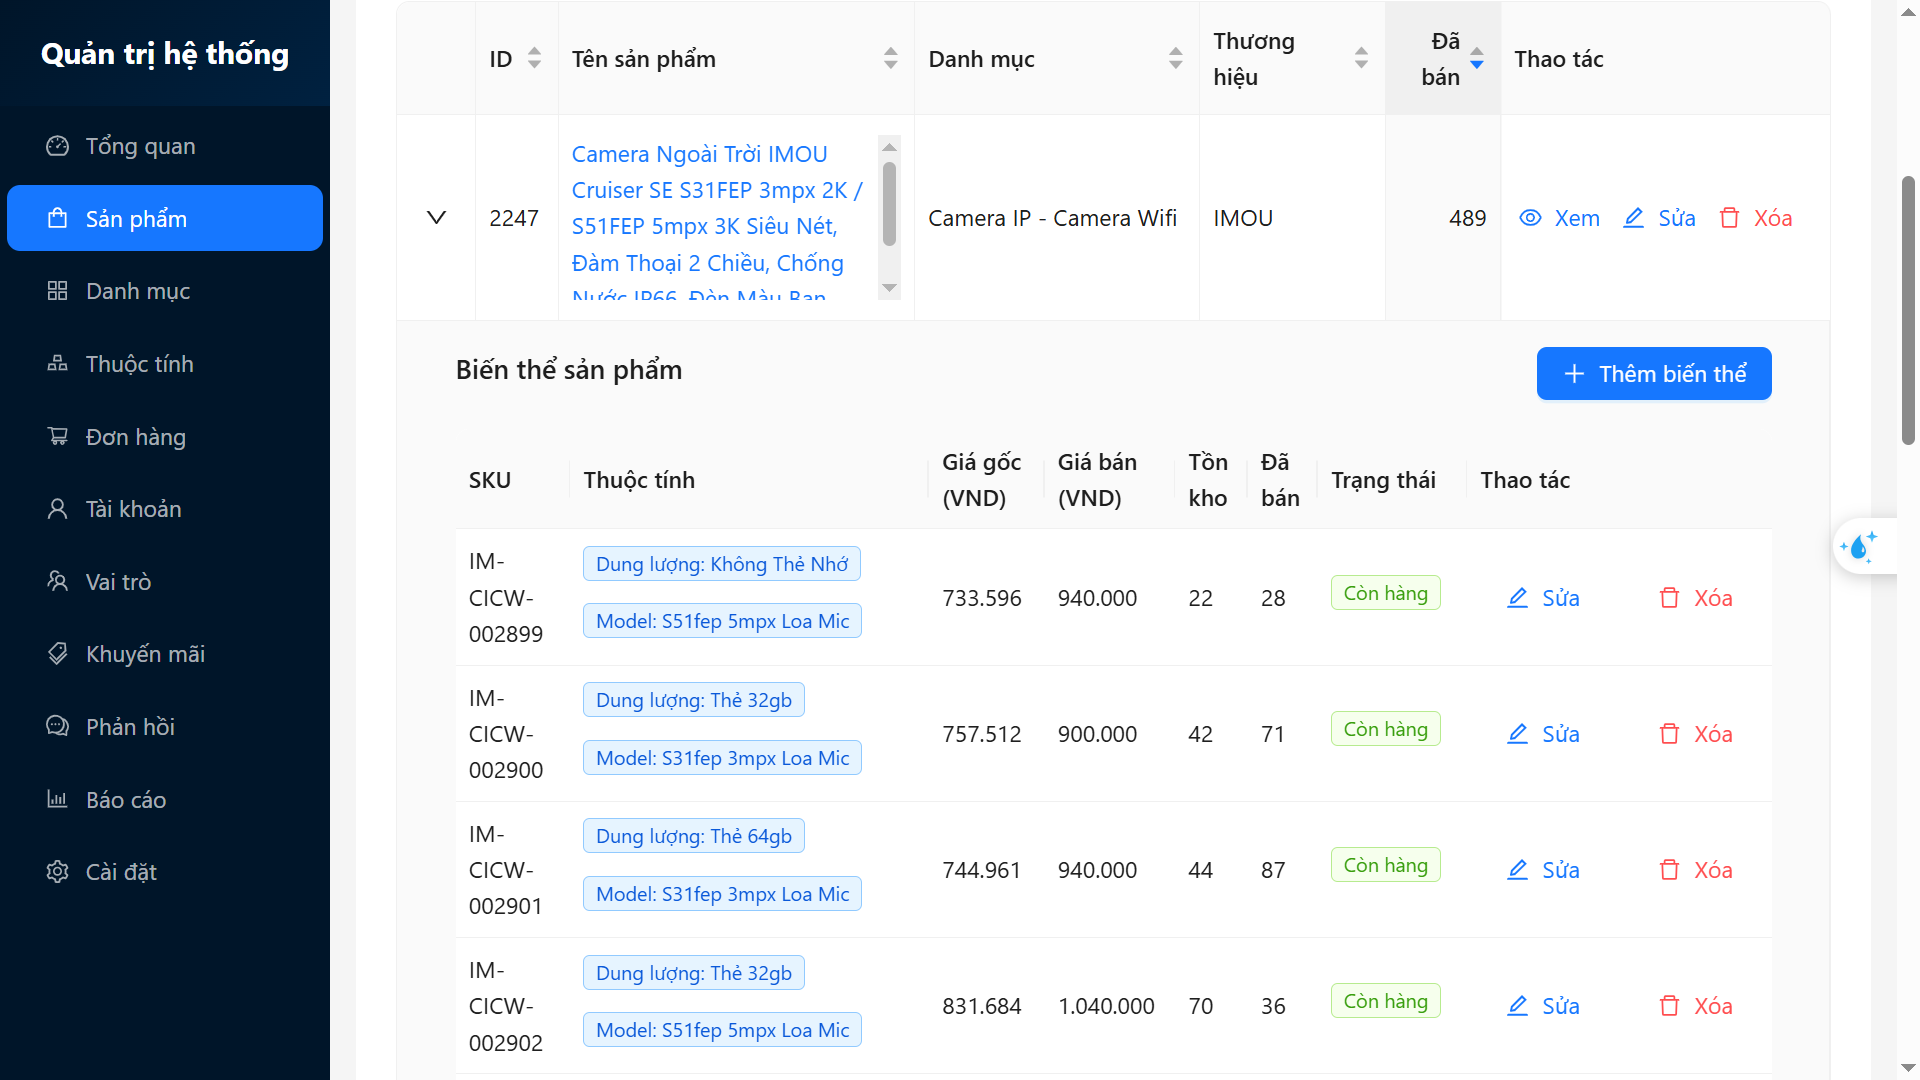 Quản trị hệ thống
Tổng quan
Sản phẩm
Danh mục
Thuộc tính
Đơn hàng
Tài khoản
Vai trò
Khuyến mãi
Phản hồi
Báo cáo
Cài đặt
ID
Tên sản phẩm
Danh mục
Thương
hiệu
Đã
bán
Thao tác
2247
Camera Ngoài Trời IMOU
Cruiser SE S31FEP 3mpx 2K /
S51FEP 5mpx 3K Siêu Nét,
Đàm Thoại 2 Chiều, Chống
Nước IP66, Đèn Màu Ban
Camera IP - Camera Wifi
IMOU
489
Xem
Sửa
Xóa
Biến thể sản phẩm
Thêm biến thể
SKU
Thuộc tính
Giá gốc
(VND)
Giá bán
(VND)
Tồn
kho
Đã
bán
Trạng thái
Thao tác
IM-
CICW-
002899
Dung lượng: Không Thẻ Nhớ
Model: S51fep 5mpx Loa Mic
733.596
940.000
22
28
Còn hàng
Sửa
Xóa
IM-
CICW-
002900
Dung lượng: Thẻ 32gb
Model: S31fep 3mpx Loa Mic
757.512
900.000
42
71
Còn hàng
Sửa
Xóa
IM-
CICW-
002901
Dung lượng: Thẻ 64gb
Model: S31fep 3mpx Loa Mic
744.961
940.000
44
87
Còn hàng
Sửa
Xóa
IM-
CICW-
002902
Dung lượng: Thẻ 32gb
Model: S51fep 5mpx Loa Mic
831.684
1.040.000
70
36
Còn hàng
Sửa
Xóa